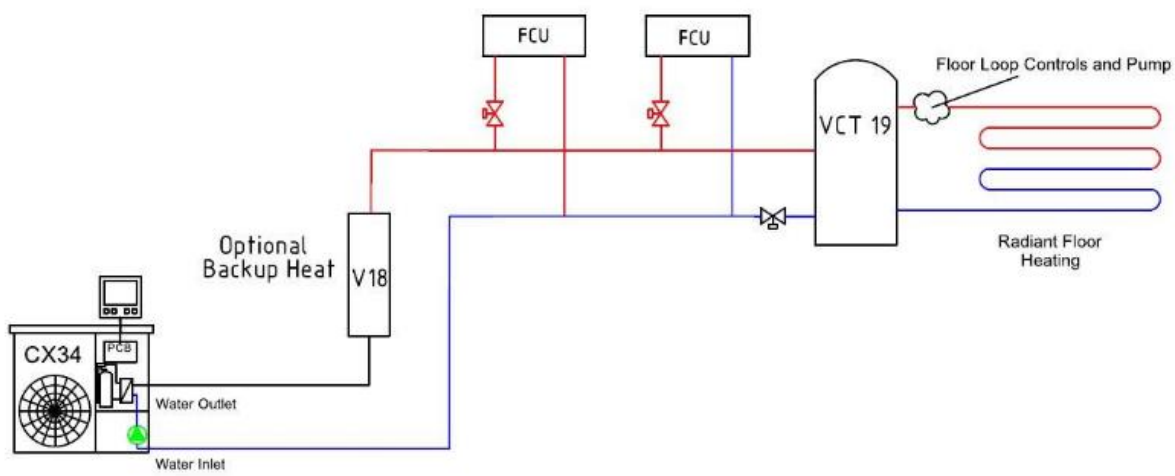 FCU
FCU
Floor Loop Controls and Pump
VCT 19
Optional
Backup Heat
V18
Radiant Floor
Heating
PCB
CX34
Water Outlet
Water Inlet